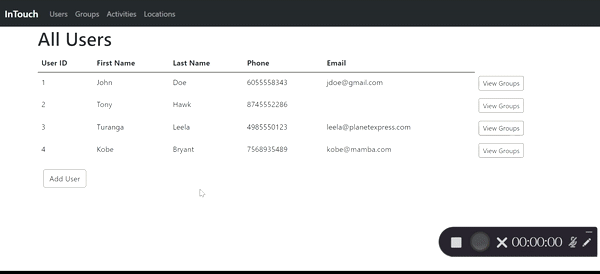 InTouch Users Groups Activities Locations
All Users
User ID First Name Last Name Phone Email
1 John Doe 6055558343 jdoe@gmail.com View Groups
2 Tony Hawk 8745552286 View Groups
3 Turanga Leela 4985550123 leela@planetexpress.com View Groups
4 Kobe Bryant 7568935489 kobe@mamba.com View Groups
Add User
00:00:00